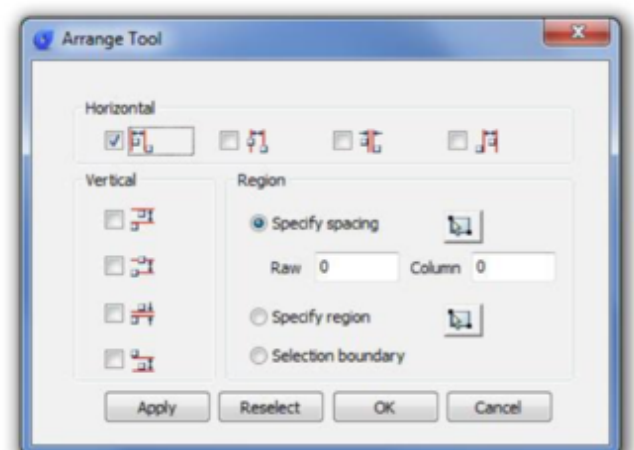 Arrange Tool
Horizontal
Vertical
Region
Specify spacing
Raw 0 Column 0
Specify region
Selection boundary
Apply Reselect OK Cancel